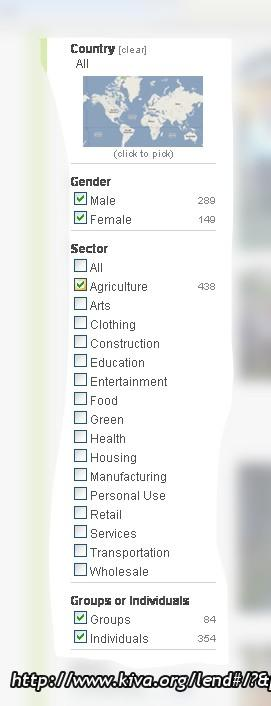 Country [clear]
All
(click to pick)
Gender
Male 289
Female 149
Sector
All
Agriculture 438
Arts
Clothing
Construction
Education
Entertainment
Food
Green
Health
Housing
Manufacturing
Personal Use
Retail
Services
Transportation
Wholesale
Groups or Individuals
Groups 84
Individuals 354
http://www.kiva.org/lend#/?&p